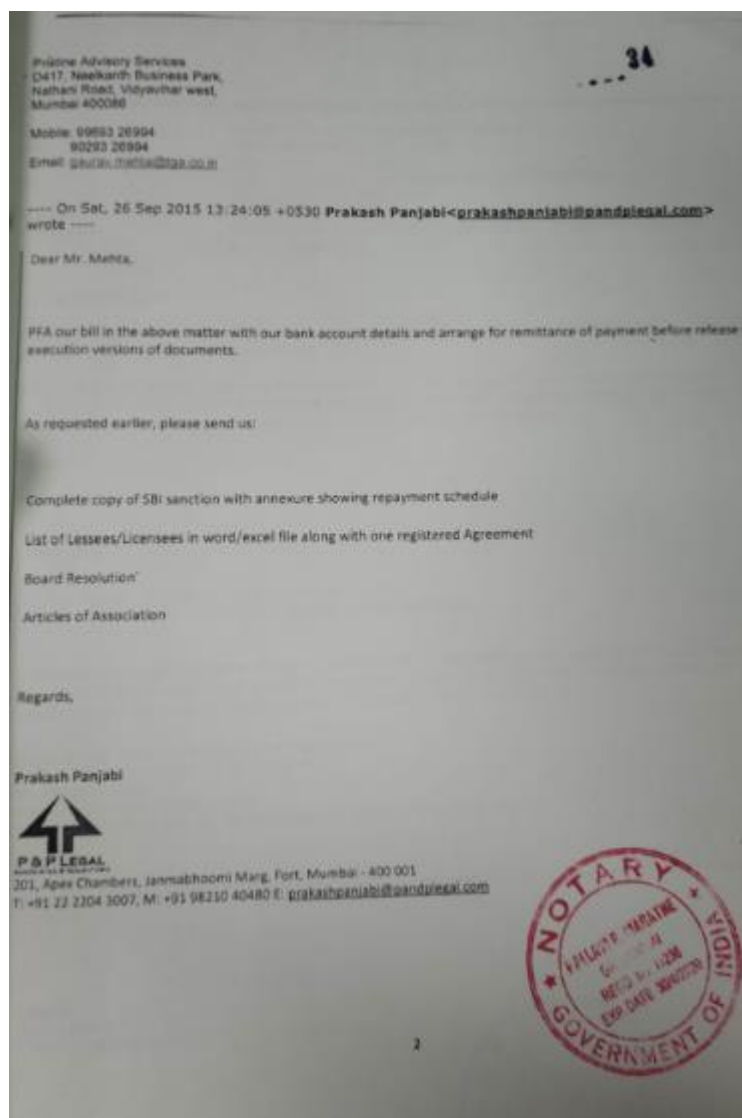 34
Advisory Services
D417, Neelkanth Business Park,
Nathani Road, Vidyavihar west,
Mumbai 400086
Mobile: 99693 26994
90293 26994
Email:
---- On Sat, 26 Sep 2015 13:24:05 +0530 Prakash Panjabi<prakashpanjabi@pandplegal.com>
wrote ----
Dear Mr. Mehta,
PFA our bill in the above matter with our bank account details and arrange for remittance of payment before release
execution versions of documents.
As requested earlier, please send us:
Complete copy of SBI sanction with annexure showing repayment schedule
List of Lessees/Licensees in word/excel file along with one registered Agreement
Board Resolution
Articles of Association
Regards,
Prakash Panjabi
P & P LEGAL
201, Apex Chambers, Janmabhoomi Marg, Fort, Mumbai - 400 001
T: +91 22 2204 3007, M: +91 98210 40480 E: prakashpanjabi@pandplegal.com
NOTARY
EXP DATE
GOVERNMENT OF INDIA
2